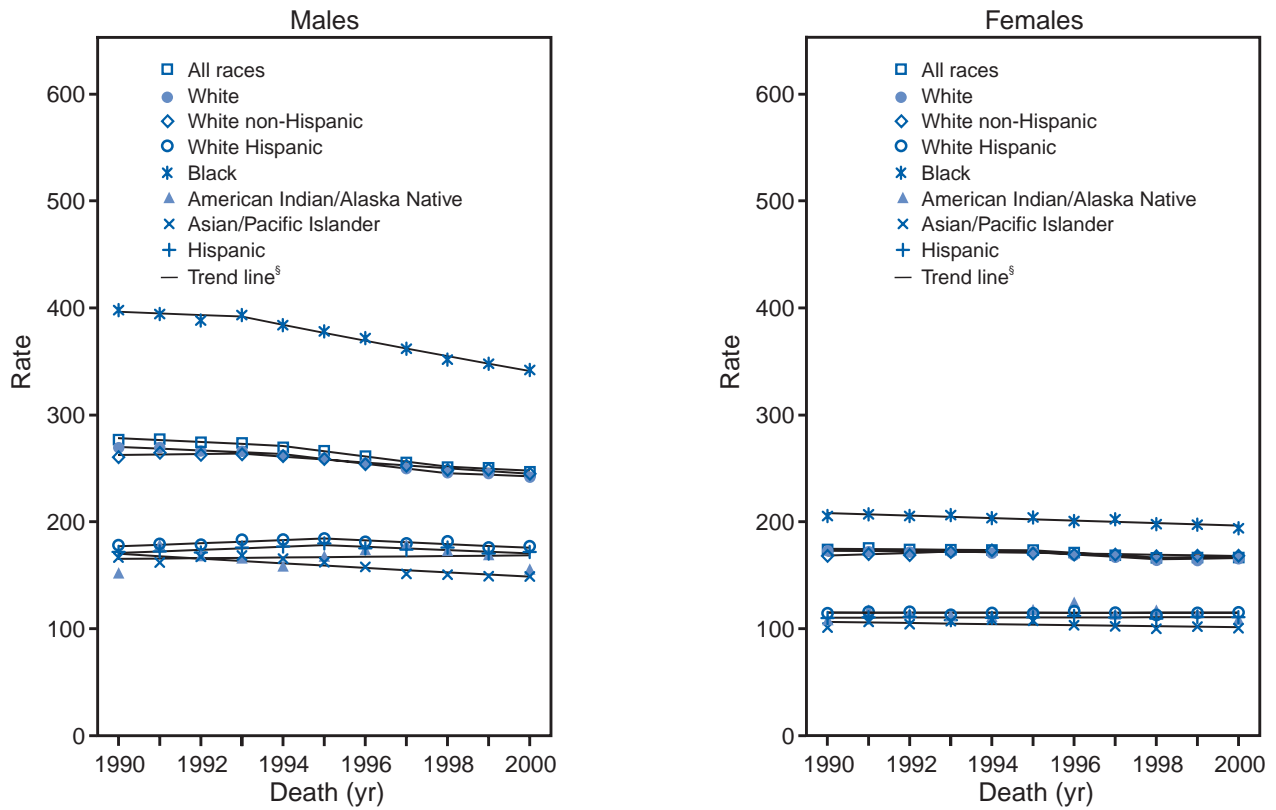 Males
600
500
400
300
200
100
0
Rate
All races
White
White non-Hispanic
White Hispanic
Black
American Indian/Alaska Native
Asian/Pacific Islander
Hispanic
Trend line§
1990 1992 1994 1996 1998 2000
Death (yr)
Females
600
500
400
300
200
100
0
Rate
All races
White
White non-Hispanic
White Hispanic
Black
American Indian/Alaska Native
Asian/Pacific Islander
Hispanic
Trend line§
1990 1992 1994 1996 1998 2000
Death (yr)